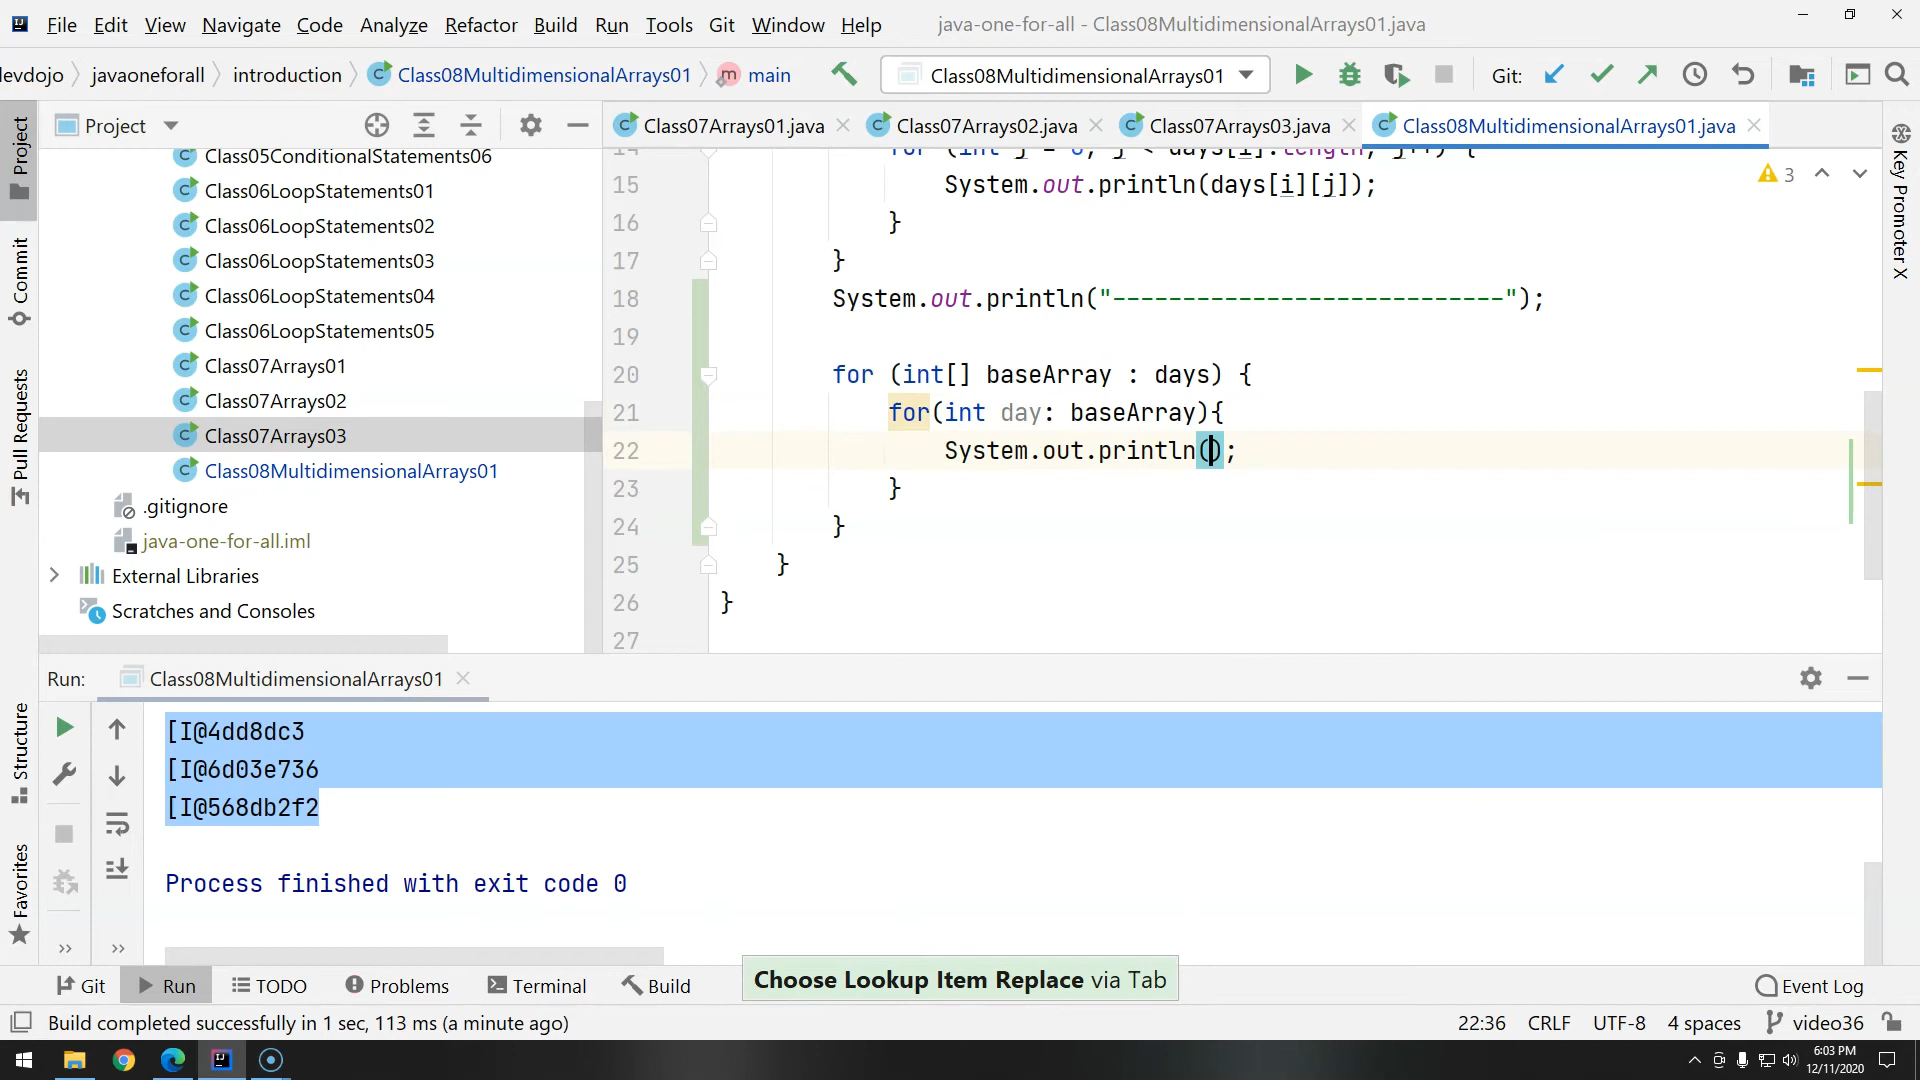 File Edit View Navigate Code Analyze Refactor Build Run Tools Git Window Help java-one-for-all - Class08MultidimensionalArrays01.java
levdojo javaoneforall introduction Class08MultidimensionalArrays01 main Class08MultidimensionalArrays01 Git:
Project
Class07Arrays01.java Class07Arrays02.java Class07Arrays03.java Class08MultidimensionalArrays01.java
Project
Commit
Pull Requests
Structure
Favorites
Key Promoter X
Class05ConditionalStatements06
Class06LoopStatements01
Class06LoopStatements02
Class06LoopStatements03
Class06LoopStatements04
Class06LoopStatements05
Class07Arrays01
Class07Arrays02
Class07Arrays03
Class08MultidimensionalArrays01
.gitignore
java-one-for-all.iml
External Libraries
Scratches and Consoles
3
14 for (int j = 0; j < days[i].length; j++) {
15 System.out.println(days[i][j]);
16 }
17 }
18 System.out.println("----------------------------");
19
20 for (int[] baseArray : days) {
21 for(int day: baseArray){
22 System.out.println();
23 }
24 }
25 }
26 }
27
Run: Class08MultidimensionalArrays01
[I@4dd8dc3
[I@6d03e736
[I@568db2f2
Process finished with exit code 0
Choose Lookup Item Replace via Tab
Git Run TODO Problems Terminal Build Event Log
Build completed successfully in 1 sec, 113 ms (a minute ago) 22:36 CRLF UTF-8 4 spaces video36
6:03 PM
12/11/2020